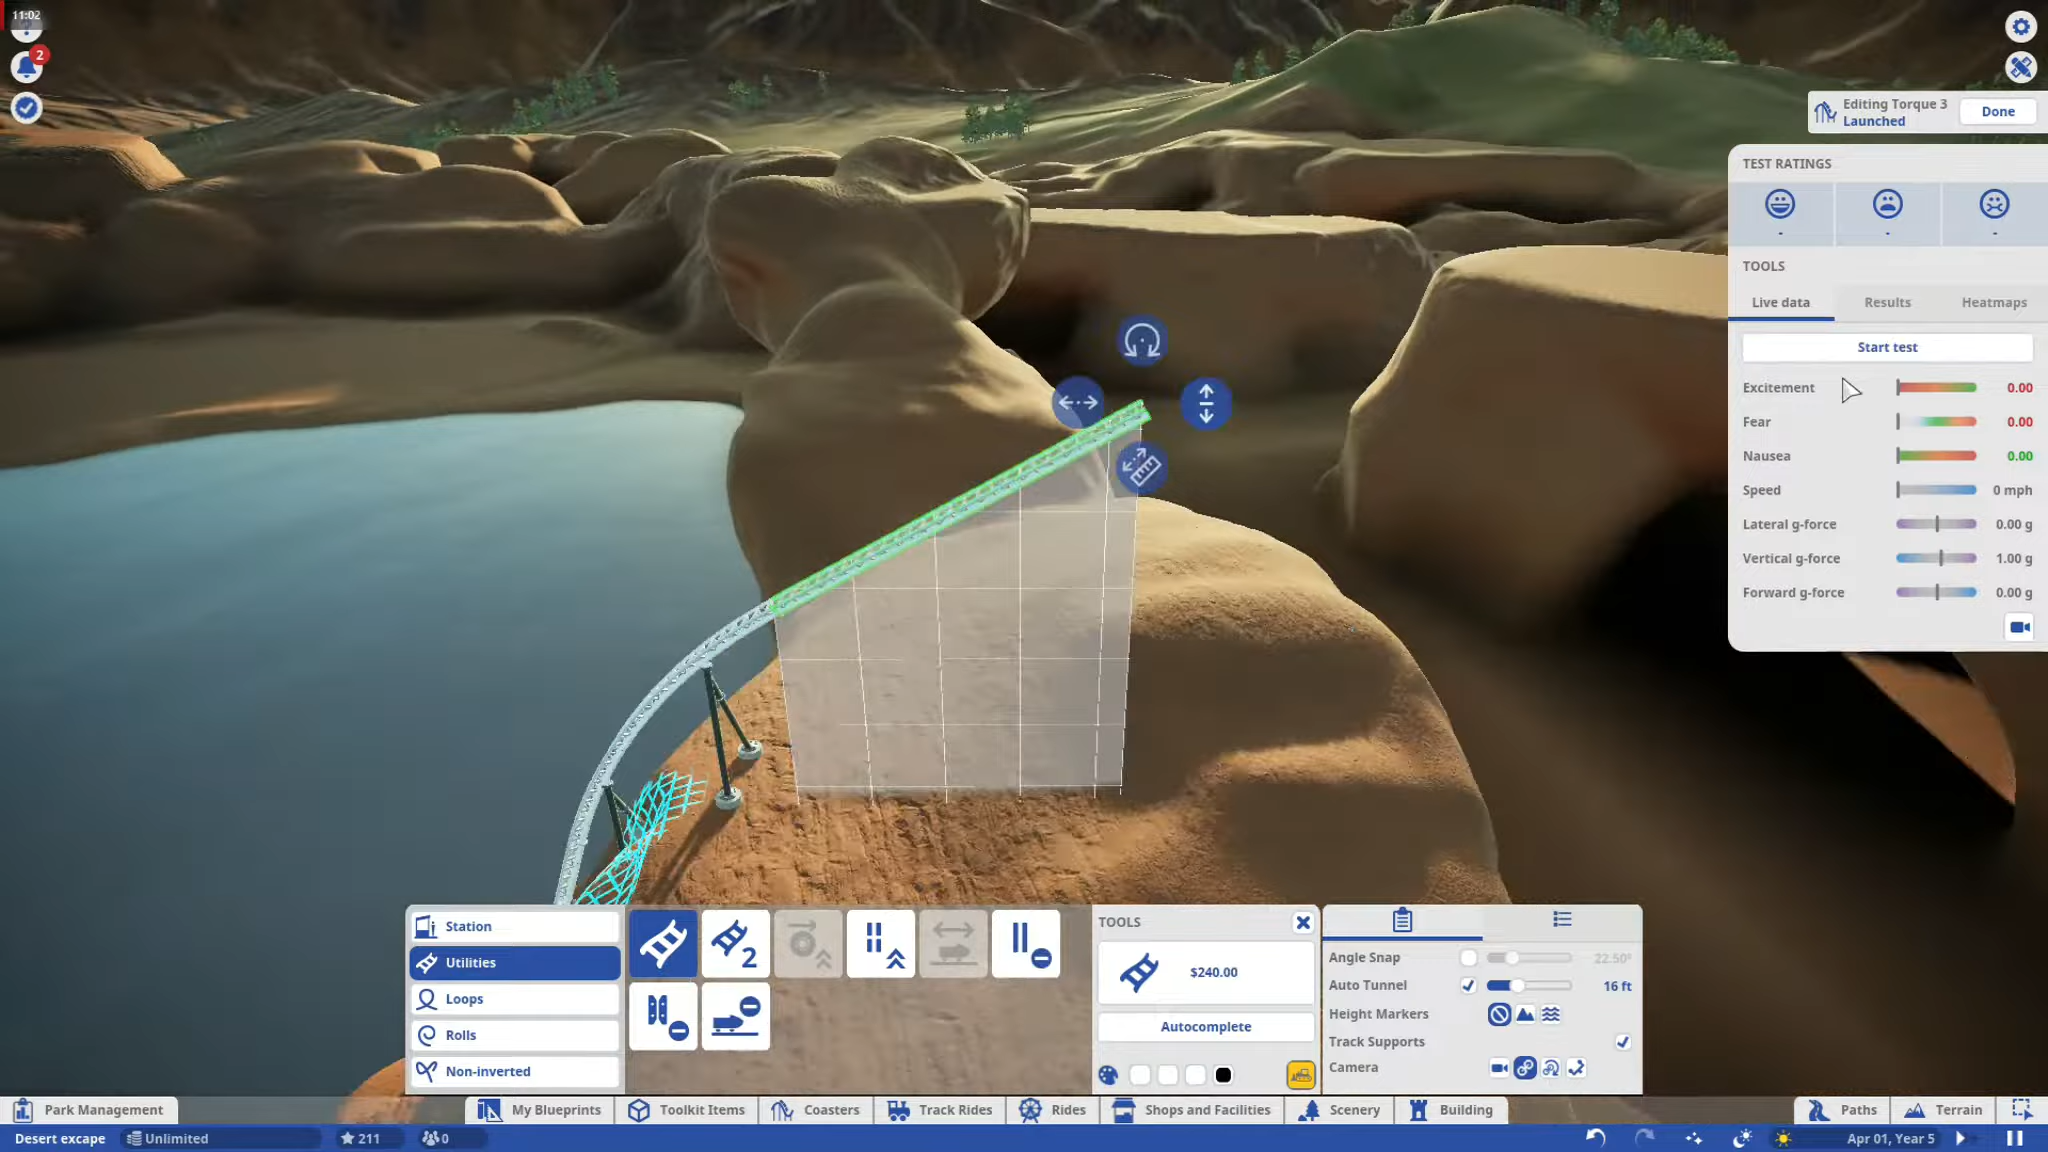 11:02
2
Editing Torque 3
Launched
Done
TEST RATINGS
- - -
TOOLS
Live data Results Heatmaps
Start test
Excitement 0.00
Fear 0.00
Nausea 0.00
Speed 0 mph
Lateral g-force 0.00 g
Vertical g-force 1.00 g
Forward g-force 0.00 g
Station
Utilities
Loops
Rolls
Non-inverted
2
TOOLS
$240.00
Autocomplete
Angle Snap 22.50°
Auto Tunnel 16 ft
Height Markers
Track Supports
Camera
Park Management My Blueprints Toolkit Items Coasters Track Rides Rides Shops and Facilities Scenery Building Paths Terrain
Desert escape Unlimited 211 0 Apr 01, Year 5